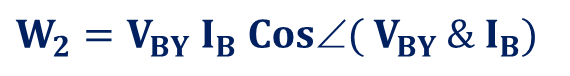 W₂ = V_BY I_B Cos∠( V_BY & I_B)